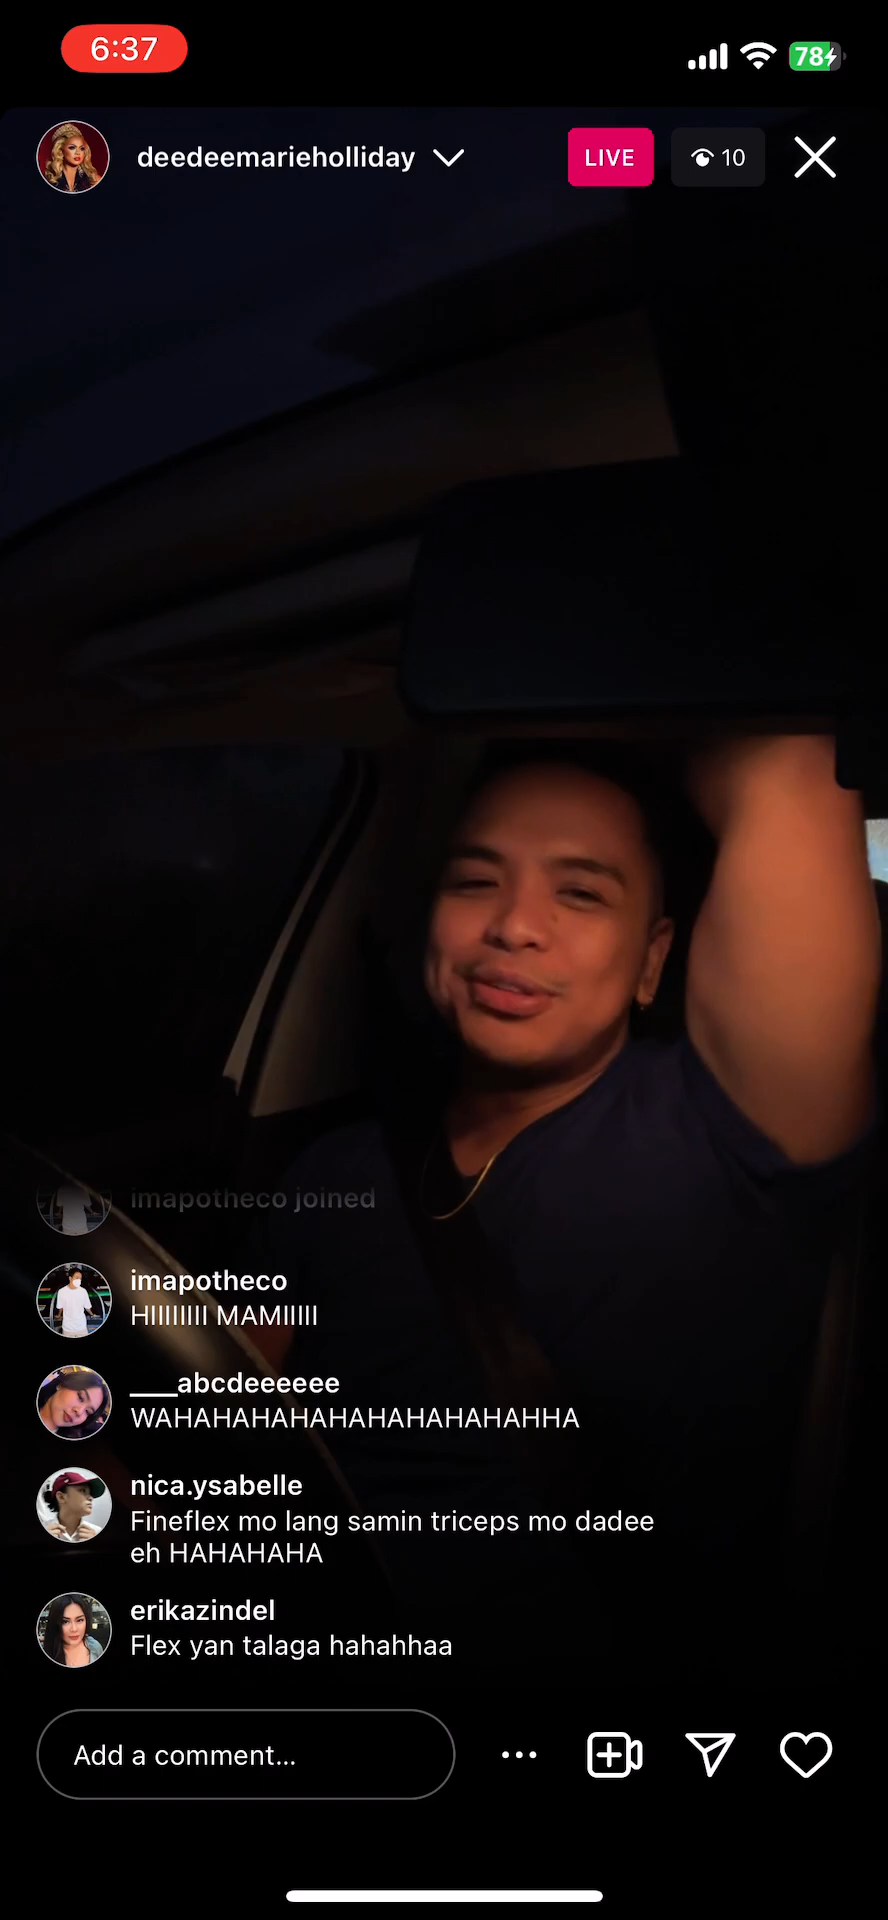 6:37
78
deedeemarieholliday
LIVE
10
imapotheco joined
imapotheco
HIIIIIIII MAMIIIII
____abcdeeeeee
WAHAHAHAHAHAHAHAHAHAHHA
nica.ysabelle
Fineflex mo lang samin triceps mo dadee
eh HAHAHAHA
erikazindel
Flex yan talaga hahahhaa
Add a comment...